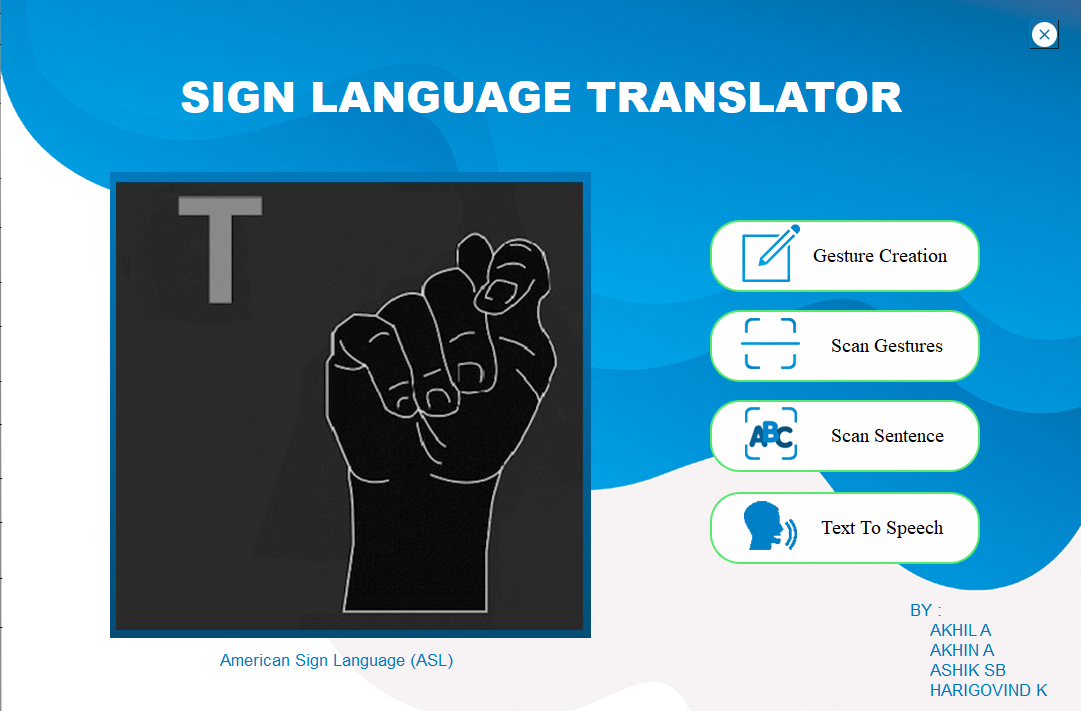 SIGN LANGUAGE TRANSLATOR
T
Gesture Creation
Scan Gestures
ABC
Scan Sentence
Text To Speech
American Sign Language (ASL)
BY :
AKHIL A
AKHIN A
ASHIK SB
HARIGOVIND K